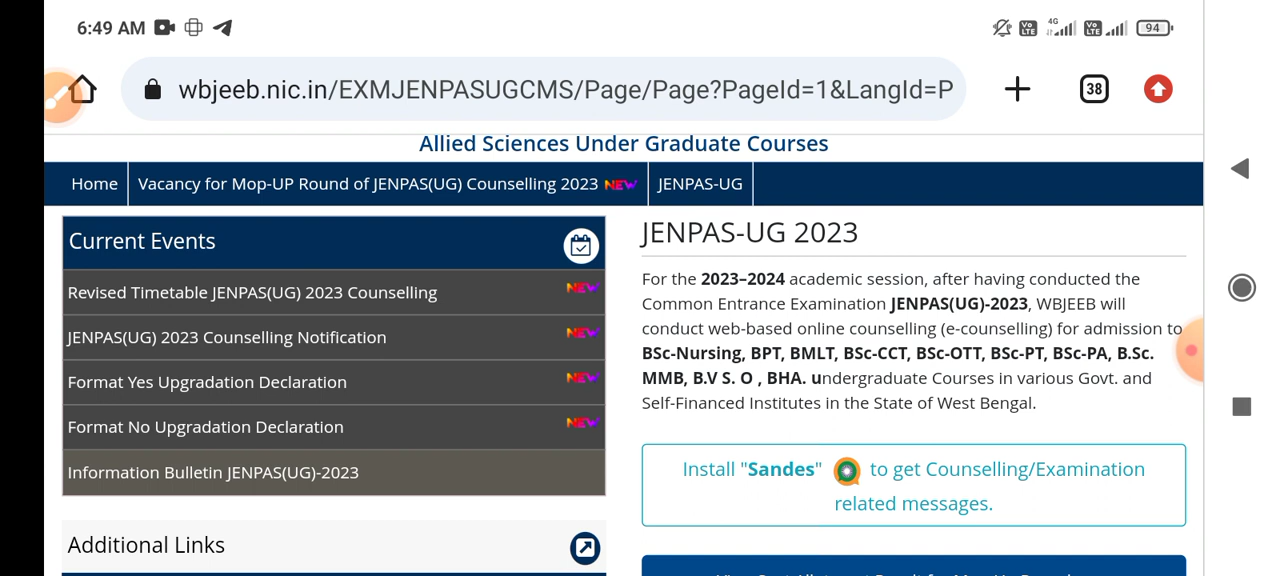 6:49 AM
4G
Vo LTE
Vo LTE
94
wbjeeb.nic.in/EXMJENPASUGCMS/Page/Page?PageId=1&LangId=P
38
Allied Sciences Under Graduate Courses
Home
Vacancy for Mop-UP Round of JENPAS(UG) Counselling 2023 NEW
JENPAS-UG
Current Events
Revised Timetable JENPAS(UG) 2023 Counselling NEW
JENPAS(UG) 2023 Counselling Notification NEW
Format Yes Upgradation Declaration NEW
Format No Upgradation Declaration NEW
Information Bulletin JENPAS(UG)-2023
Additional Links
JENPAS-UG 2023
For the 2023–2024 academic session, after having conducted the
Common Entrance Examination JENPAS(UG)-2023, WBJEEB will
conduct web-based online counselling (e-counselling) for admission to
BSc-Nursing, BPT, BMLT, BSc-CCT, BSc-OTT, BSc-PT, BSc-PA, B.Sc.
MMB, B.V S. O , BHA. undergraduate Courses in various Govt. and
Self-Financed Institutes in the State of West Bengal.
Install "Sandes" to get Counselling/Examination
related messages.